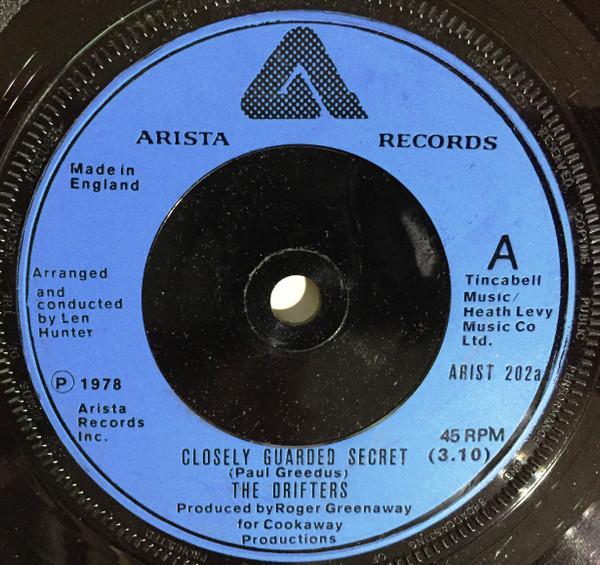 ARISTA RECORDS
Made in
England
Arranged
and
conducted
by Len
Hunter
Ⓟ 1978
Arista
Records
Inc.
A
Tincabell
Music/
Heath Levy
Music Co
Ltd.
ARIST 202a
45 RPM
(3.10)
CLOSELY GUARDED SECRET
(Paul Greedus)
THE DRIFTERS
Produced by Roger Greenaway
for Cookaway
Productions